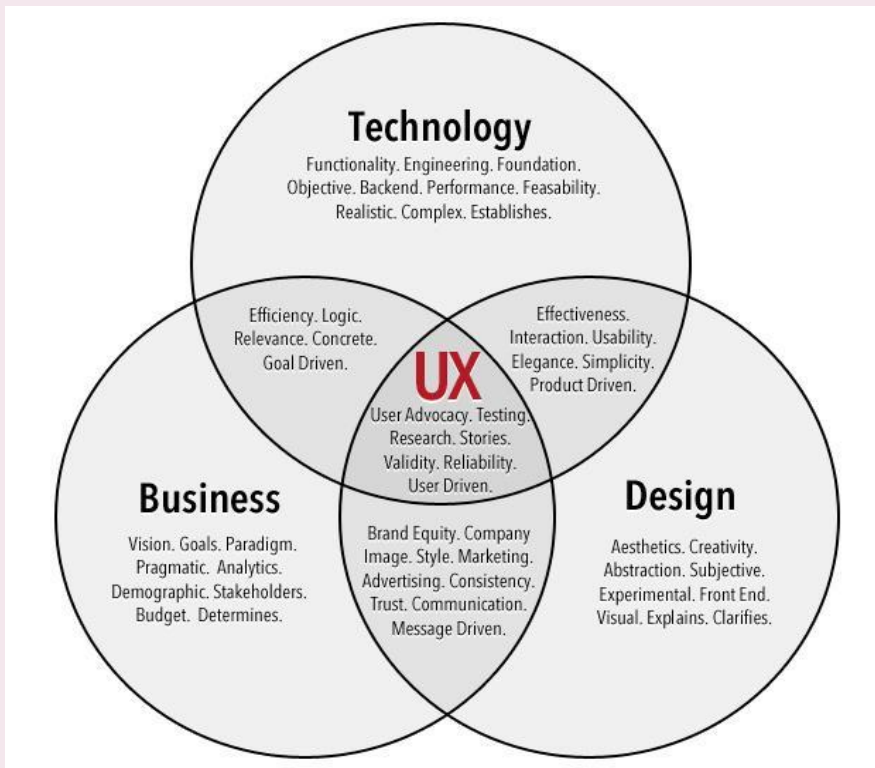 Technology
Functionality. Engineering. Foundation.
Objective. Backend. Performance. Feasability.
Realistic. Complex. Establishes.
Efficiency. Logic.
Relevance. Concrete.
Goal Driven.
Effectiveness.
Interaction. Usability.
Elegance. Simplicity.
Product Driven.
UX
User Advocacy. Testing.
Research. Stories.
Validity. Reliability.
User Driven.
Business
Vision. Goals. Paradigm.
Pragmatic. Analytics.
Demographic. Stakeholders.
Budget. Determines.
Brand Equity. Company
Image. Style. Marketing.
Advertising. Consistency.
Trust. Communication.
Message Driven.
Design
Aesthetics. Creativity.
Abstraction. Subjective.
Experimental. Front End.
Visual. Explains. Clarifies.